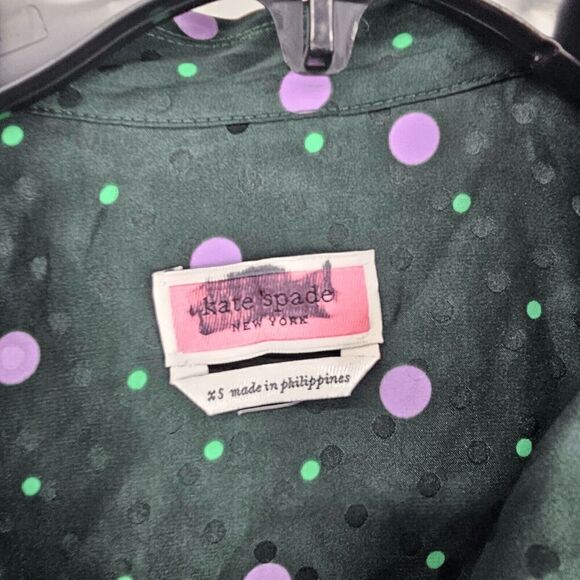 kate spade
NEW YORK
xs made in philippines